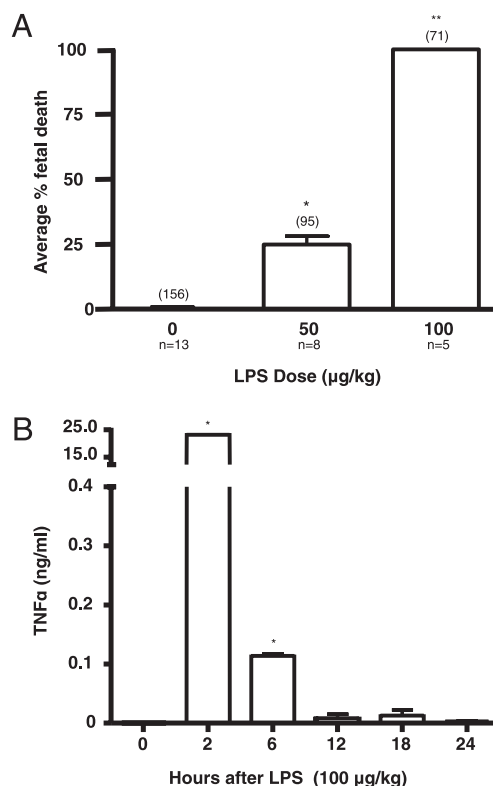 A
Average % fetal death
100
75
50
25
0
(156)
*
(95)
**
(71)
0 50 100
n=13 n=8 n=5
LPS Dose (µg/kg)
B
TNFα (ng/ml)
25.0
15.0
0.4
0.3
0.2
0.1
0
*
*
0 2 6 12 18 24
Hours after LPS (100 µg/kg)